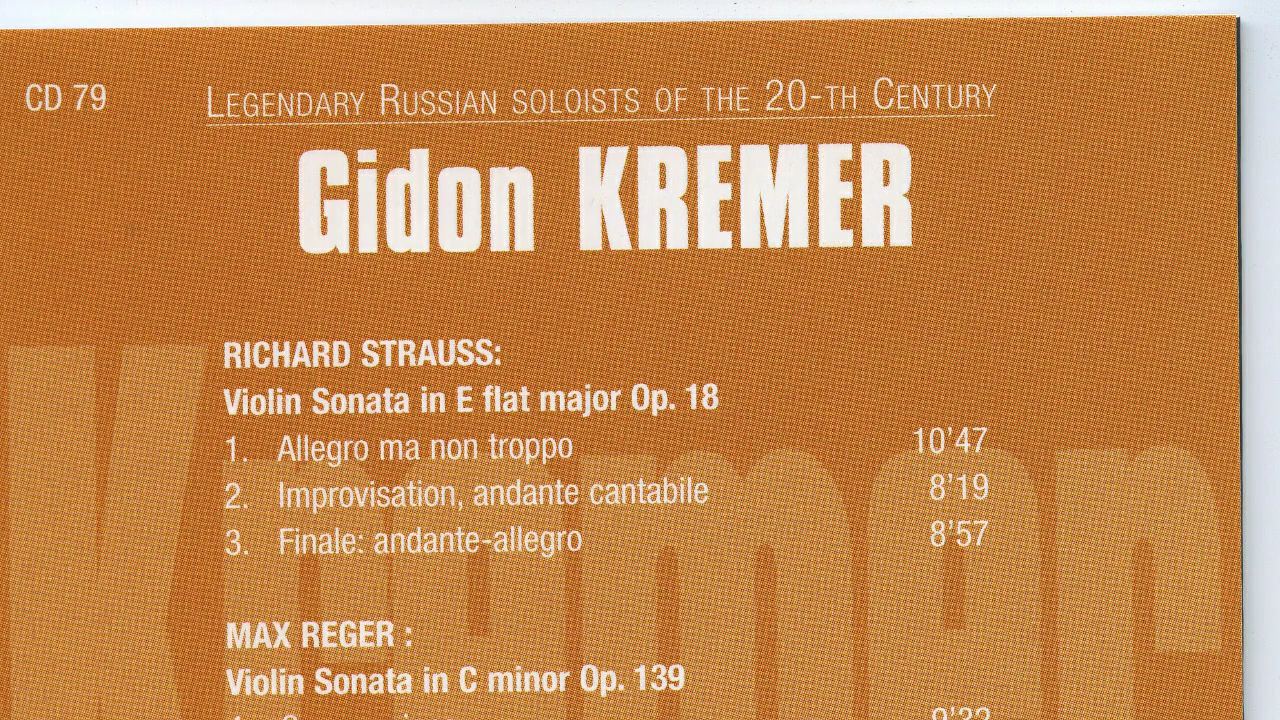 CD 79
LEGENDARY RUSSIAN SOLOISTS OF THE 20-TH CENTURY
Gidon KREMER
RICHARD STRAUSS:
Violin Sonata in E flat major Op. 18
1. Allegro ma non troppo 10'47
2. Improvisation, andante cantabile 8'19
3. Finale: andante-allegro 8'57
Kremer
MAX REGER :
Violin Sonata in C minor Op. 139